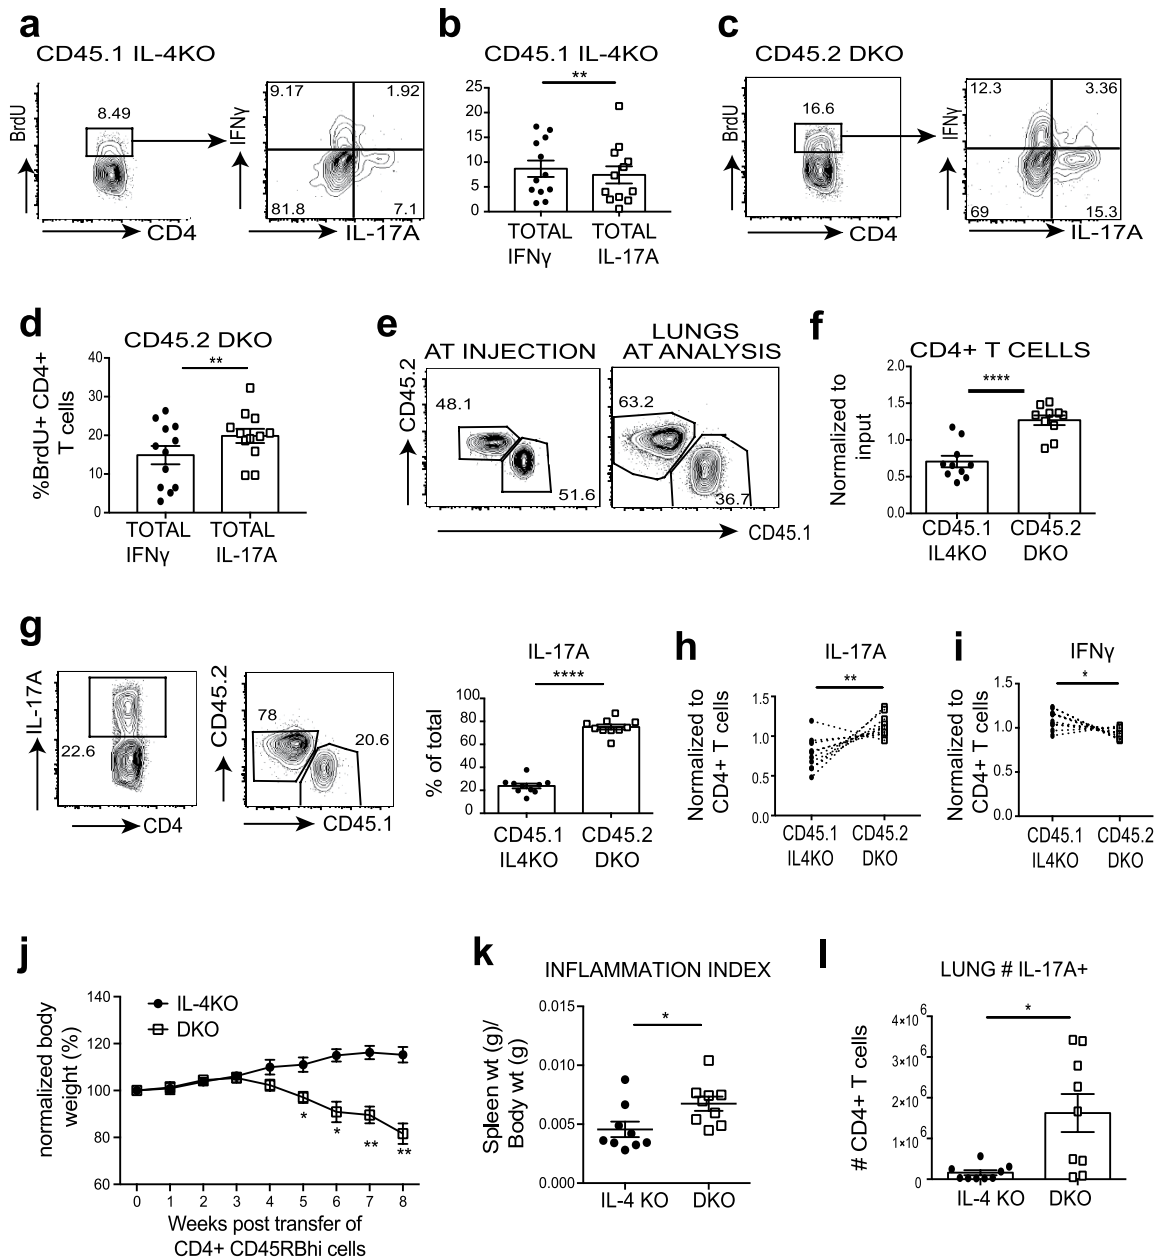 a
CD45.1 IL-4KO
BrdU
8.49
CD4
IFNγ
9.17
1.92
81.8
7.1
IL-17A
b
CD45.1 IL-4KO
**
25
20
15
10
5
0
TOTAL
IFNγ
TOTAL
IL-17A
c
CD45.2 DKO
BrdU
16.6
CD4
IFNγ
12.3
3.36
69
15.3
IL-17A
d
CD45.2 DKO
**
%BrdU+ CD4+
T cells
40
30
20
10
0
TOTAL
IFNγ
TOTAL
IL-17A
e
AT INJECTION
LUNGS
AT ANALYSIS
CD45.2
48.1
51.6
63.2
36.7
CD45.1
f
CD4+ T CELLS
****
Normalized to
input
2.0
1.5
1.0
0.5
0.0
CD45.1
IL4KO
CD45.2
DKO
g
IL-17A
22.6
CD4
CD45.2
78
20.6
CD45.1
IL-17A
****
% of total
100
80
60
40
20
0
CD45.1
IL4KO
CD45.2
DKO
h
IL-17A
**
Normalized to
CD4+ T cells
1.5
1.0
0.5
0.0
CD45.1
IL4KO
CD45.2
DKO
i
IFNγ
*
Normalized to
CD4+ T cells
1.5
1.0
0.5
0.0
CD45.1
IL4KO
CD45.2
DKO
j
normalized body
weight (%)
140
120
100
80
60
IL-4KO
DKO
*
*
**
**
0 1 2 3 4 5 6 7 8
Weeks post transfer of
CD4+ CD45RBhi cells
k
INFLAMMATION INDEX
*
Spleen wt (g)/
Body wt (g)
0.015
0.010
0.005
0.000
IL-4 KO
DKO
l
LUNG # IL-17A+
*
# CD4+ T cells
4×10⁶
3×10⁶
2×10⁶
1×10⁶
0
IL-4 KO
DKO